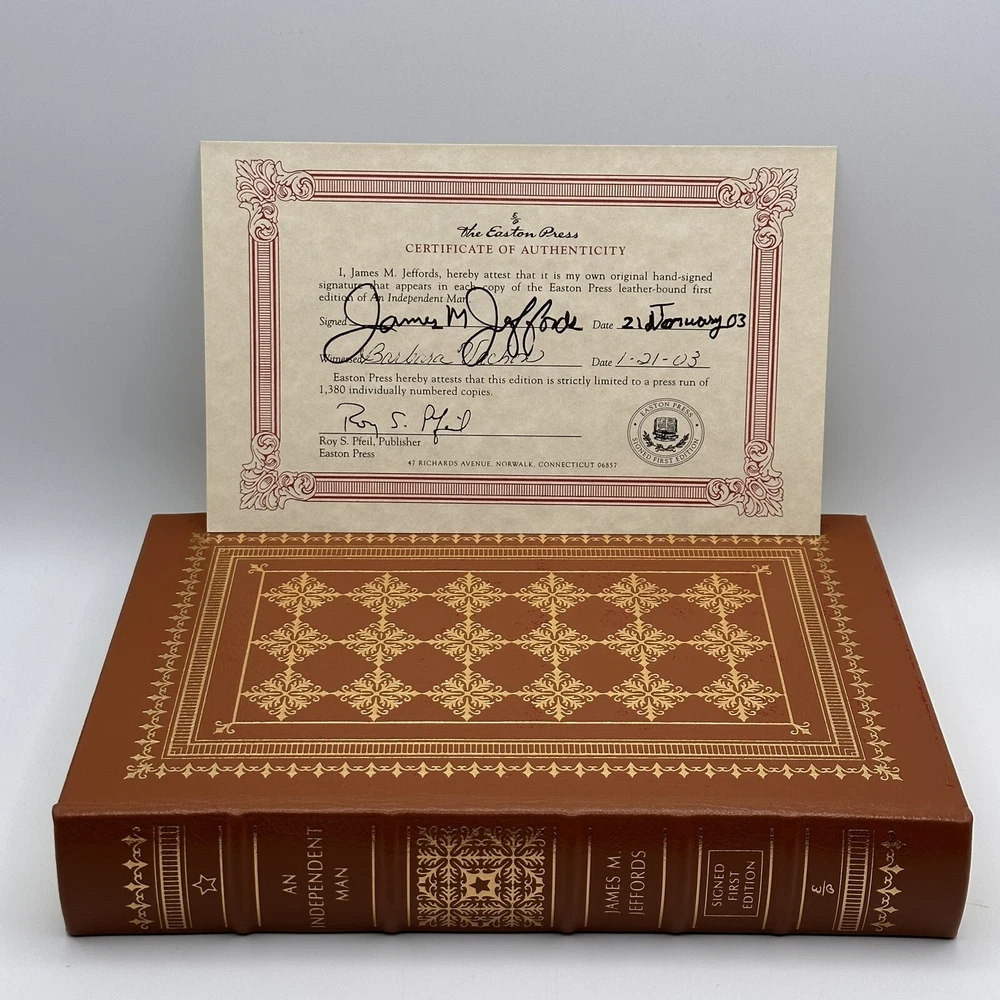 E/P
the Easton Press
CERTIFICATE OF AUTHENTICITY
I, James M. Jeffords, hereby attest that it is my own original hand-signed
signature that appears in each copy of the Easton Press leather-bound first
edition of An Independent Man.
Signed James M Jeffords Date 21 January 03
Witnessed Barbara Date 1-21-03
Easton Press hereby attests that this edition is strictly limited to a press run of
1,380 individually numbered copies.
Roy S. Pfeil
Roy S. Pfeil, Publisher
Easton Press
47 RICHARDS AVENUE, NORWALK, CONNECTICUT 06857
EASTON PRESS
SIGNED FIRST EDITION
AN
INDEPENDENT
MAN
JAMES M.
JEFFORDS
SIGNED
FIRST
EDITION
E/P